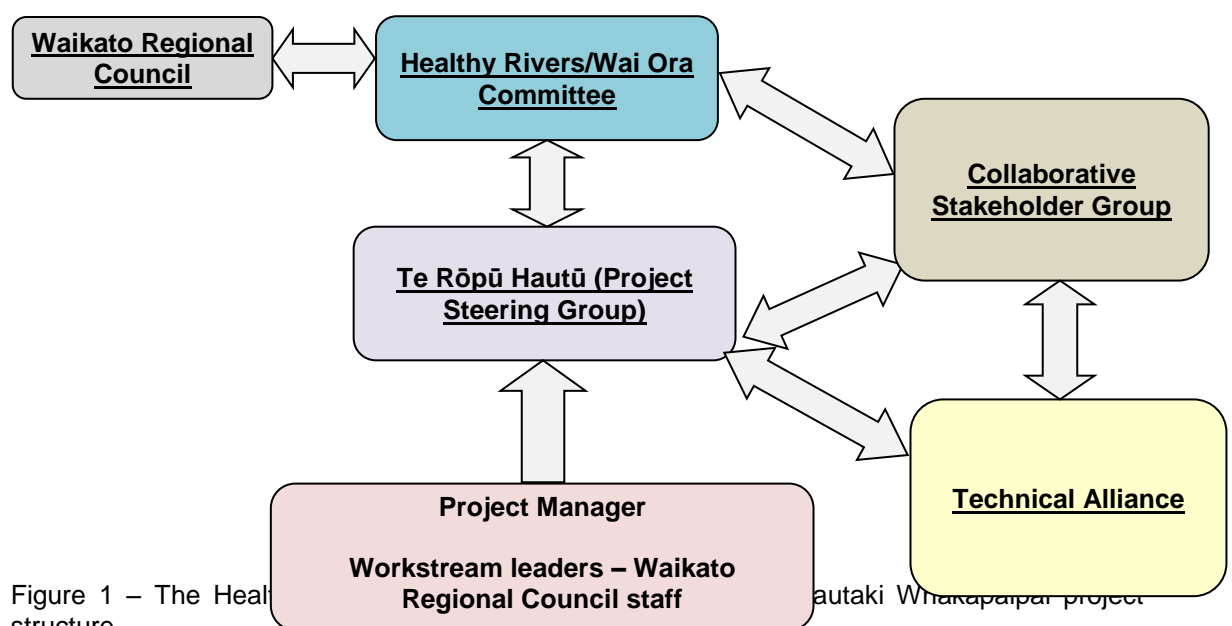 Waikato Regional
Council
Healthy Rivers/Wai Ora
Committee
Collaborative
Stakeholder Group
Te Rōpū Hautū (Project
Steering Group)
Technical Alliance
Project Manager
Workstream leaders – Waikato
Regional Council staff
Figure 1 – The Heal
autaki Whakapaipai project
structure